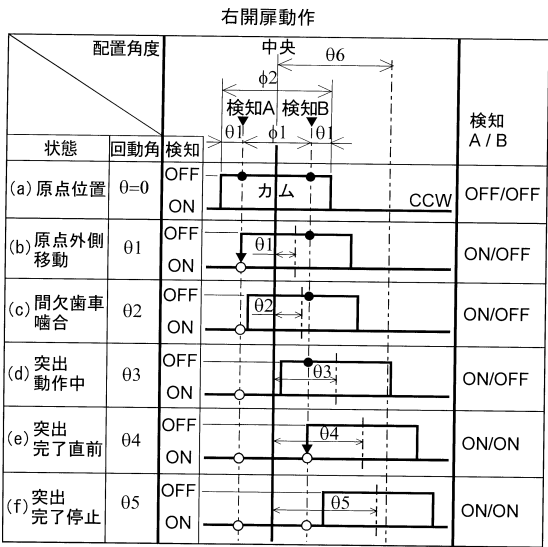 右開扉動作
配置角度
中央
θ6
φ2
検知A 検知B
θ1 φ1 θ1
検知
A / B
状態 回動角 検知
(a) 原点位置 θ=0 OFF ON カム CCW OFF/OFF
(b) 原点外側
移動 θ1 OFF ON θ1 ON/OFF
(c) 間欠歯車
噛合 θ2 OFF ON θ2 ON/OFF
(d) 突出
動作中 θ3 OFF ON θ3 ON/OFF
(e) 突出
完了直前 θ4 OFF ON θ4 ON/ON
(f) 突出
完了停止 θ5 OFF ON θ5 ON/ON